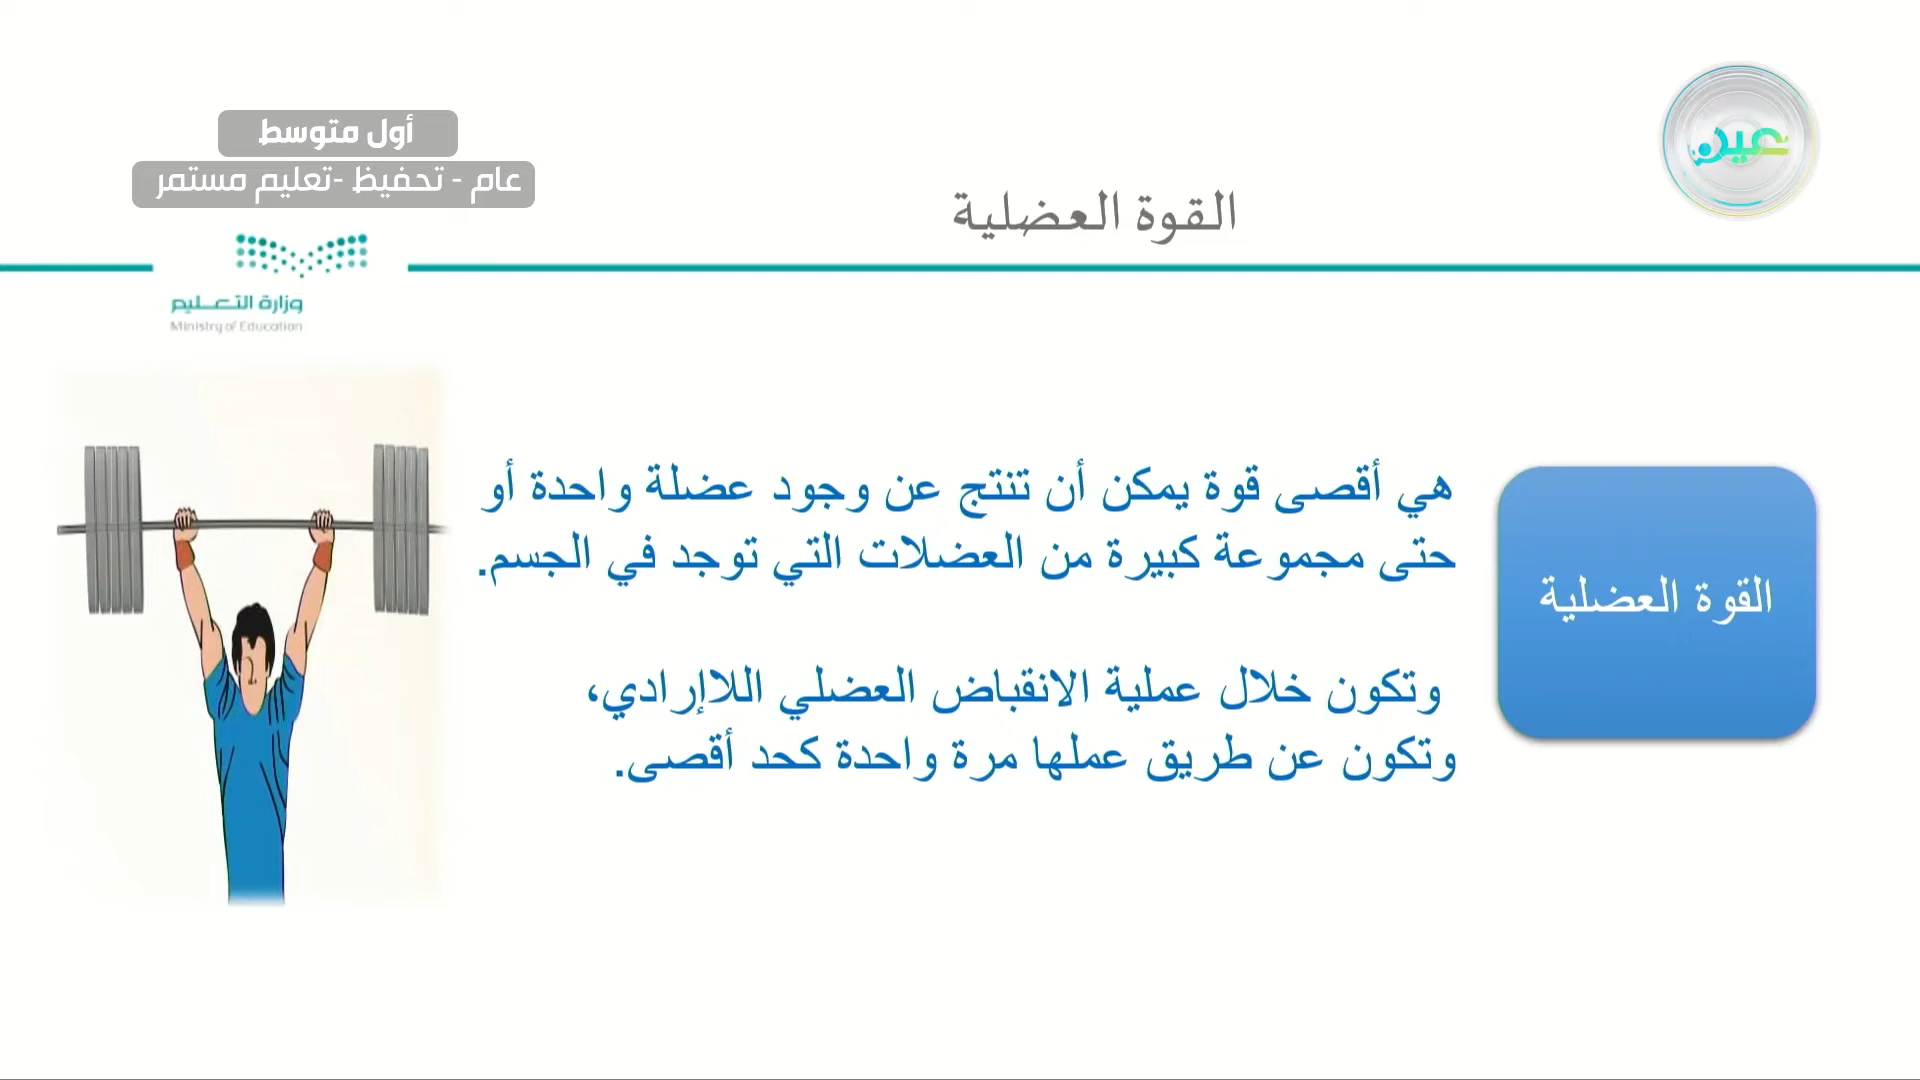 أول متوسط
عام - تحفيظ -تعليم مستمر
عين
القوة العضلية
وزارة التعليم
Ministry of Education
القوة العضلية
هي أقصى قوة يمكن أن تنتج عن وجود عضلة واحدة أو
حتى مجموعة كبيرة من العضلات التي توجد في الجسم.
وتكون خلال عملية الانقباض العضلي اللاإرادي،
وتكون عن طريق عملها مرة واحدة كحد أقصى.